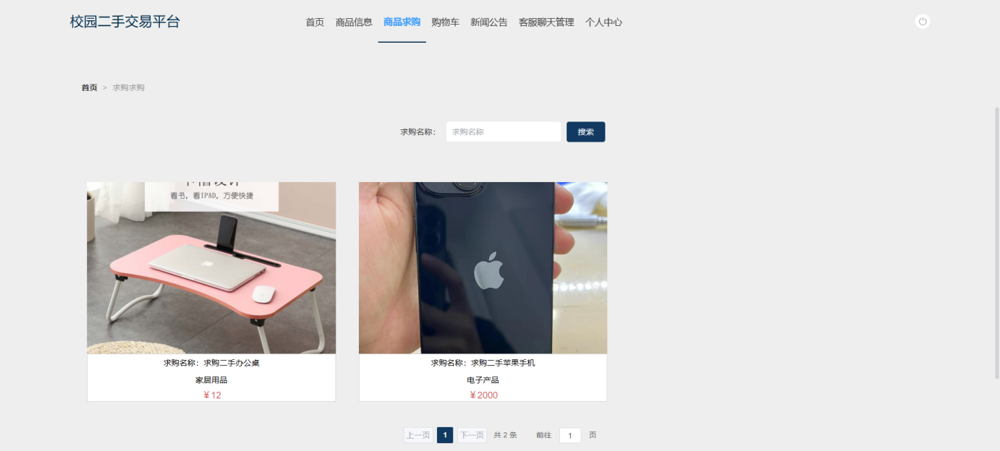 校园二手交易平台
首页 商品信息 商品求购 购物车 新闻公告 客服聊天管理 个人中心
首页 > 求购求购
求购名称： 求购名称 搜索
看书，看IPAD，方便快捷
求购名称：求购二手办公桌
家居用品
￥12
求购名称：求购二手苹果手机
电子产品
￥2000
上一页 1 下一页 共 2 条 前往 1 页